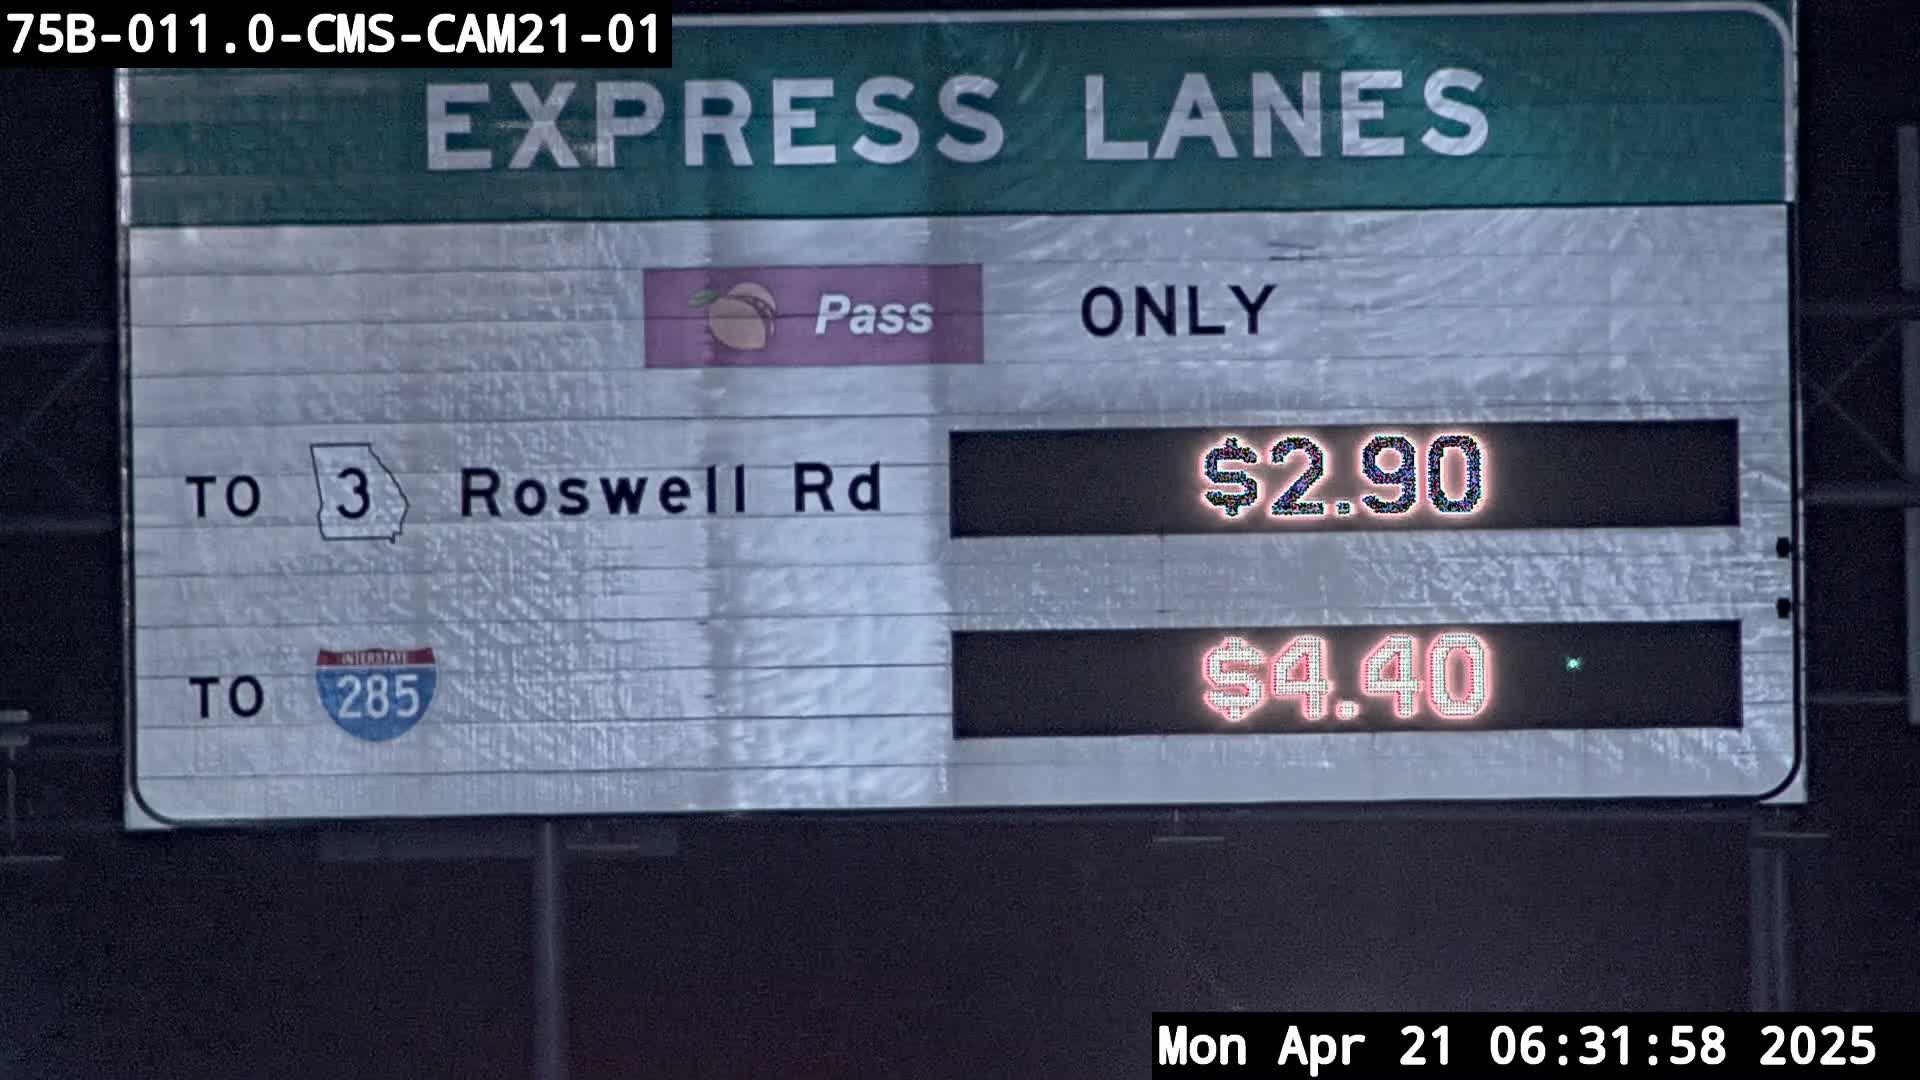 75B-011.0-CMS-CAM21-01
EXPRESS LANES
Pass ONLY
TO 3 Roswell Rd $2.90
INTERSTATE
TO 285 $4.40
Mon Apr 21 06:31:58 2025